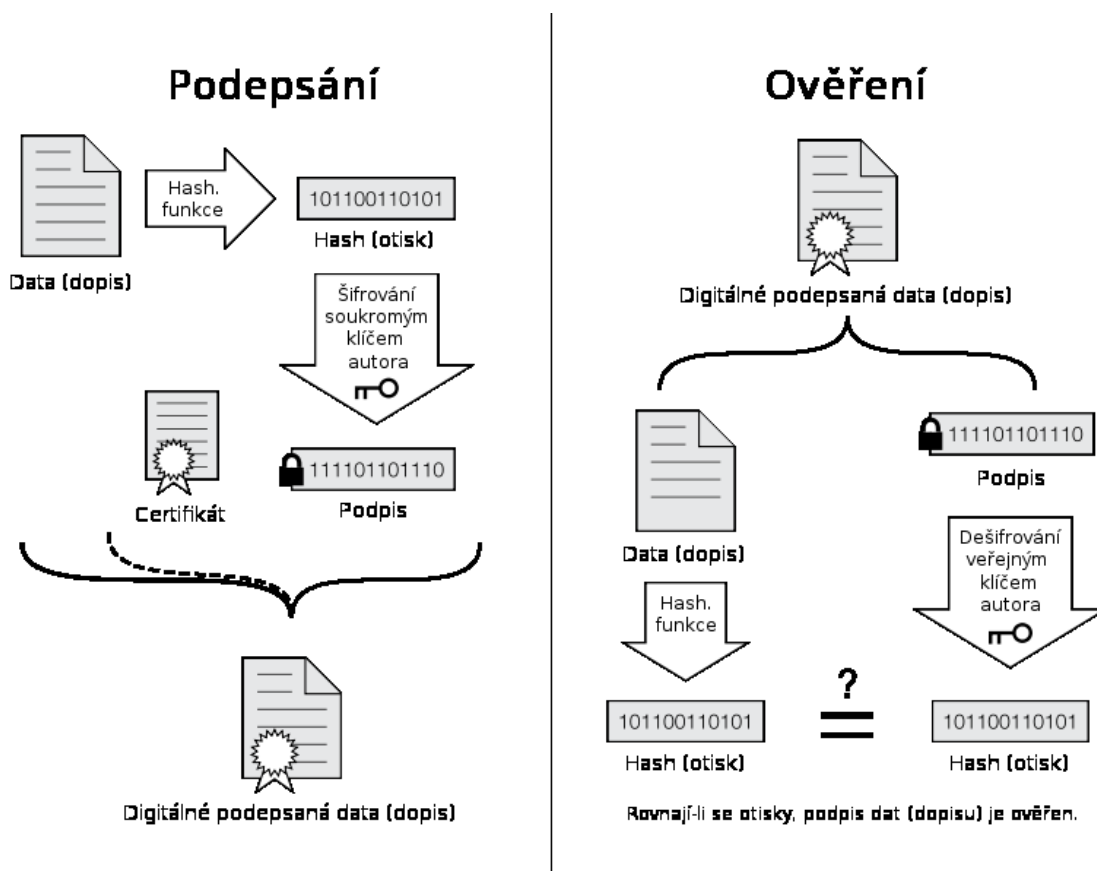 Podepsání
Hash.
funkce
101100110101
Hash (otisk)
Data (dopis)
Šifrování
soukromým
klíčem
autora
111101101110
Certifikát
Podpis
Digitálné podepsaná data (dopis)
Ověření
Digitálné podepsaná data (dopis)
111101101110
Podpis
Data (dopis)
Dešifrování
veřejným
klíčem
autora
Hash.
funkce
?
=
101100110101
101100110101
Hash (otisk)
Hash (otisk)
Rovnají-li se otisky, podpis dat (dopisu) je ověřen.